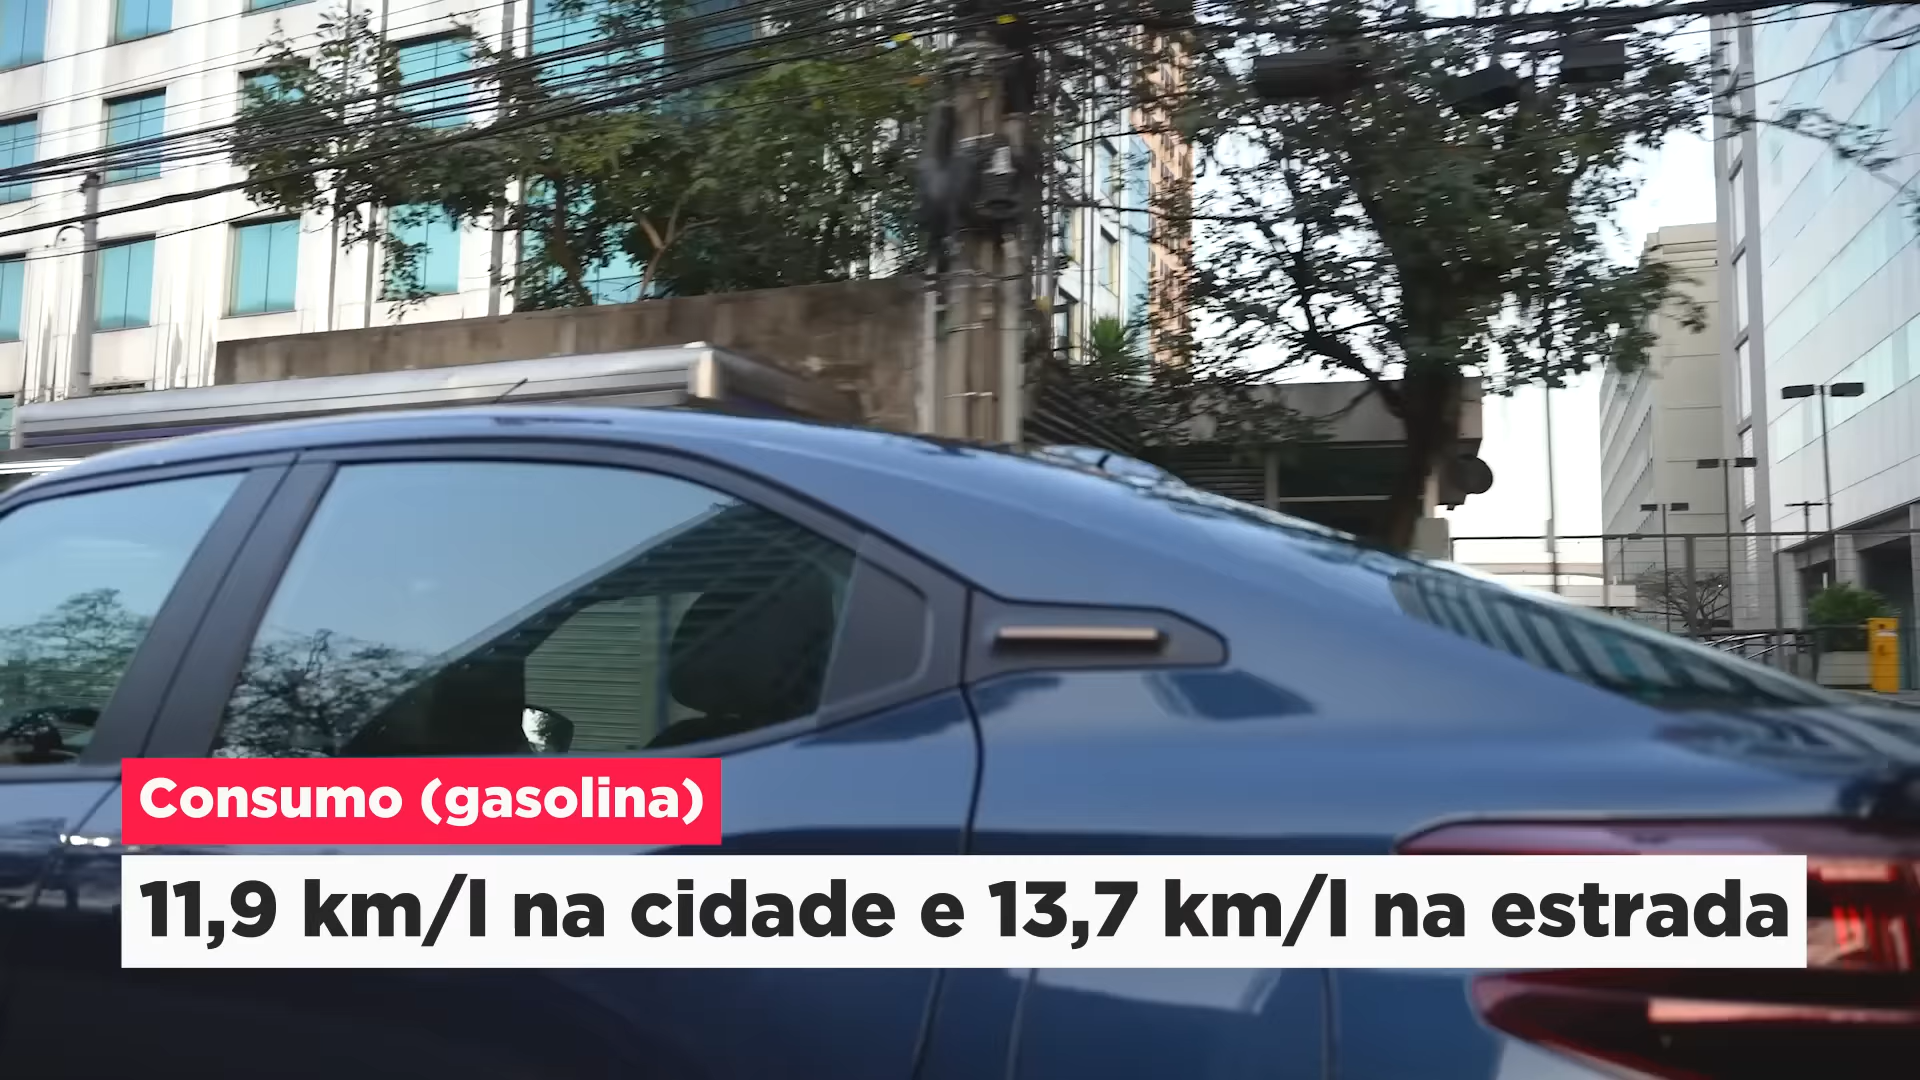 Consumo (gasolina)
11,9 km/l na cidade e 13,7 km/l na estrada